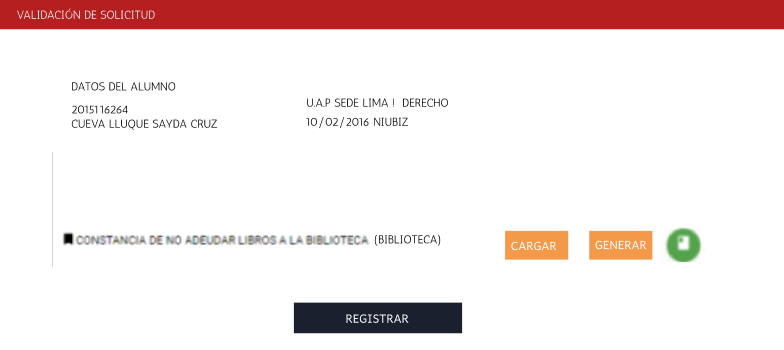 VALIDACIÓN DE SOLICITUD
DATOS DEL ALUMNO
2015116264
CUEVA LLUQUE SAYDA CRUZ
U.A.P SEDE LIMA ! DERECHO
10/02/2016 NIUBIZ
CONSTANCIA DE NO ADEUDAR LIBROS A LA BIBLIOTECA (BIBLIOTECA)
CARGAR
GENERAR
REGISTRAR